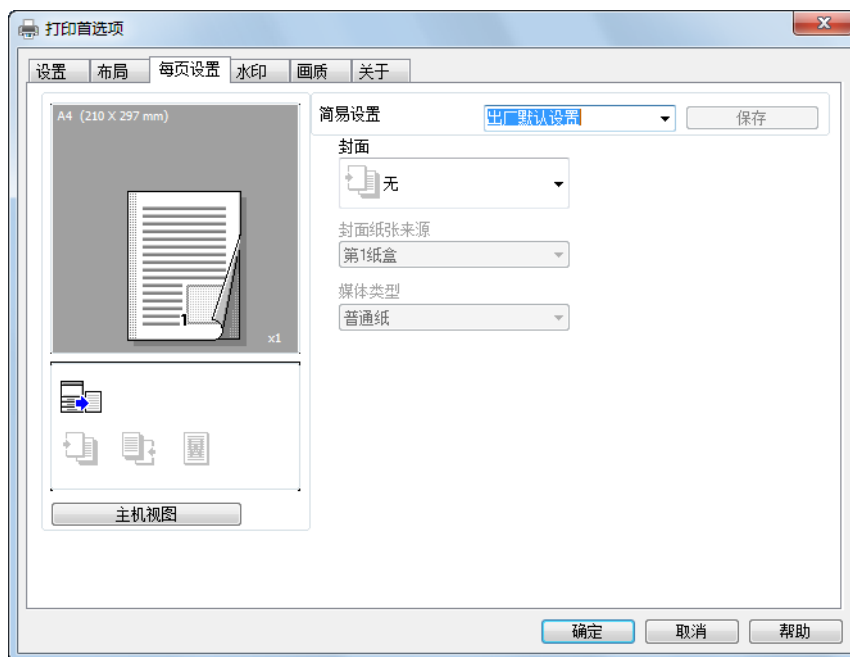 打印首选项
设置 布局 每页设置 水印 画质 关于
A4 (210 X 297 mm)
简易设置 出厂默认设置 保存
封面
无
封面纸张来源
第1纸盒
媒体类型
普通纸
1
x1
主机视图
确定 取消 帮助